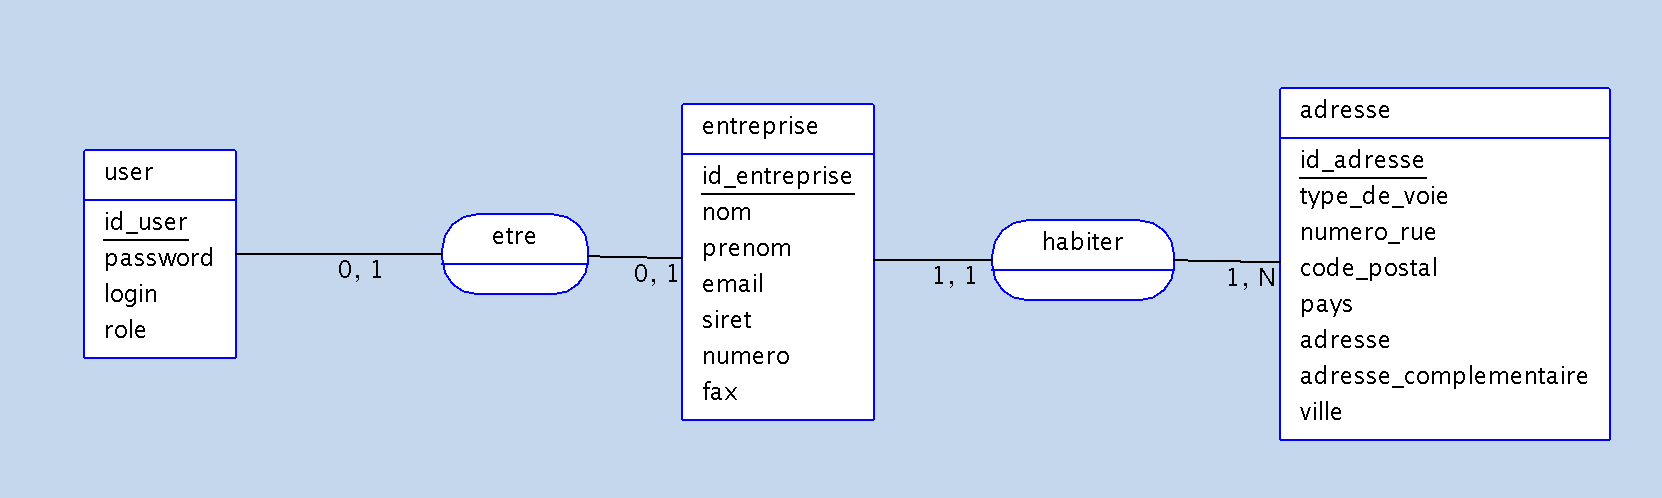 user
id_user
password
login
role
0, 1
etre
0, 1
entreprise
id_entreprise
nom
prenom
email
siret
numero
fax
1, 1
habiter
1, N
adresse
id_adresse
type_de_voie
numero_rue
code_postal
pays
adresse
adresse_complementaire
ville